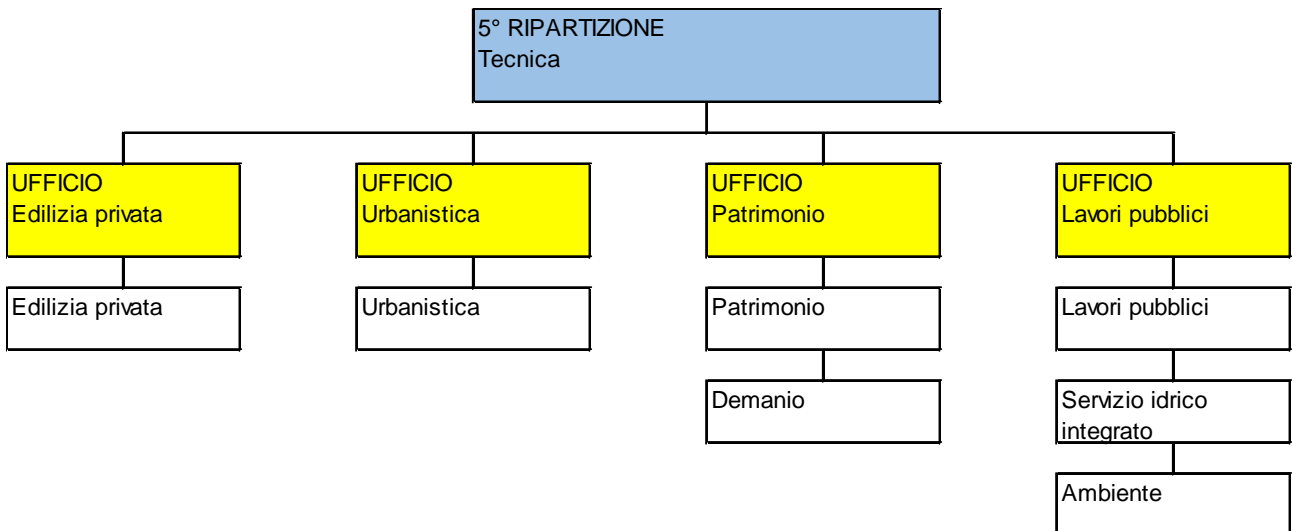 5° RIPARTIZIONE
Tecnica
UFFICIO
Edilizia privata
UFFICIO
Urbanistica
UFFICIO
Patrimonio
UFFICIO
Lavori pubblici
Edilizia privata
Urbanistica
Patrimonio
Lavori pubblici
Demanio
Servizio idrico
integrato
Ambiente